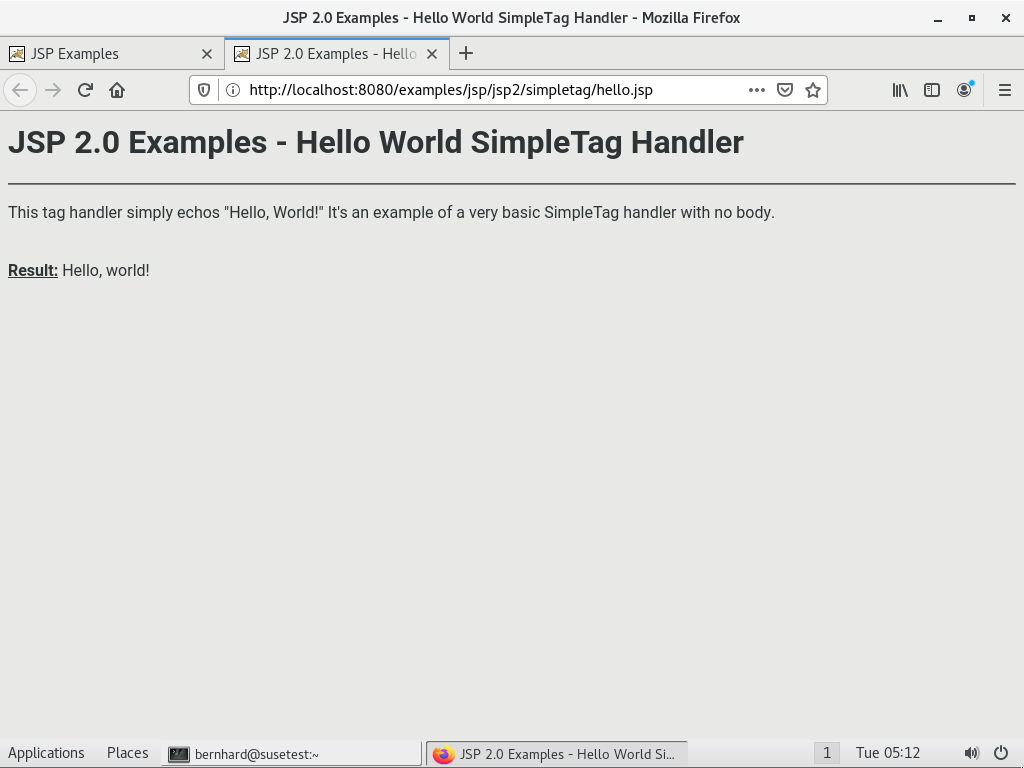 JSP 2.0 Examples - Hello World SimpleTag Handler - Mozilla Firefox
JSP Examples
JSP 2.0 Examples - Hello
http://localhost:8080/examples/jsp/jsp2/simpletag/hello.jsp
JSP 2.0 Examples - Hello World SimpleTag Handler
This tag handler simply echos "Hello, World!" It's an example of a very basic SimpleTag handler with no body.
Result: Hello, world!
Applications Places bernhard@susetest:~ JSP 2.0 Examples - Hello World Si... 1 Tue 05:12